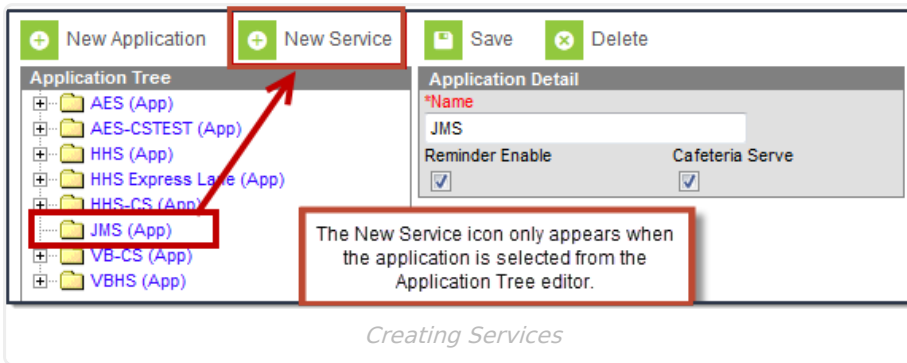 New Application New Service Save Delete
Application Tree
AES (App)
AES-CSTEST (App)
HHS (App)
HHS Express Lane (App)
HHS-CS (App)
JMS (App)
VB-CS (App)
VBHS (App)
Application Detail
*Name
JMS
Reminder Enable Cafeteria Serve
The New Service icon only appears when
the application is selected from the
Application Tree editor.
Creating Services